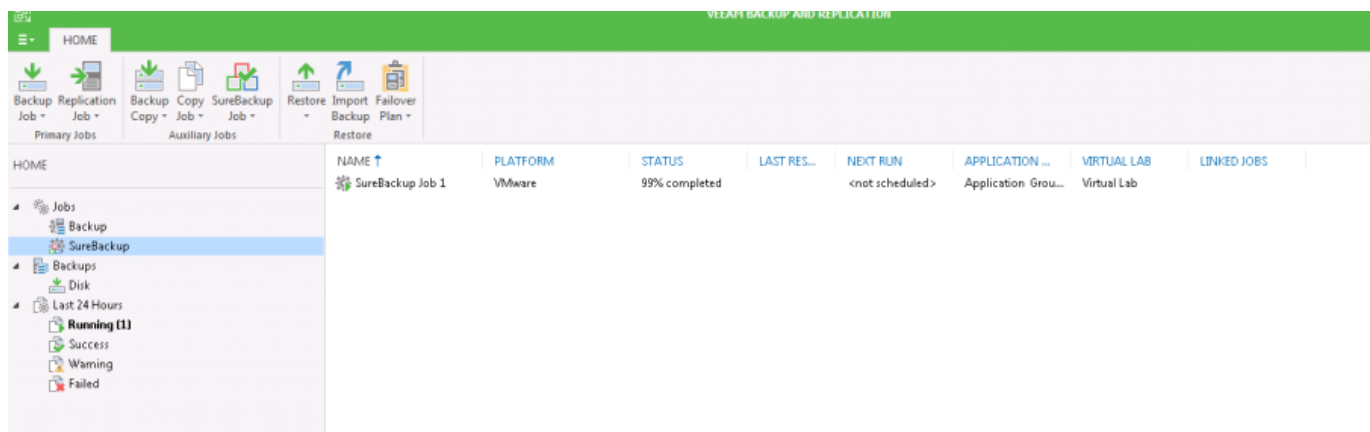 VEEAM BACKUP AND REPLICATION
HOME
Backup Job
Replication Job
Backup Copy
Copy Job
SureBackup Job
Restore
Import Backup
Failover Plan
Primary Jobs
Auxiliary Jobs
Restore
HOME
Jobs
Backup
SureBackup
Backups
Disk
Last 24 Hours
Running (1)
Success
Warning
Failed
NAME PLATFORM STATUS LAST RES... NEXT RUN APPLICATION ... VIRTUAL LAB LINKED JOBS
SureBackup Job 1 VMware 99% completed <not scheduled> Application Grou... Virtual Lab